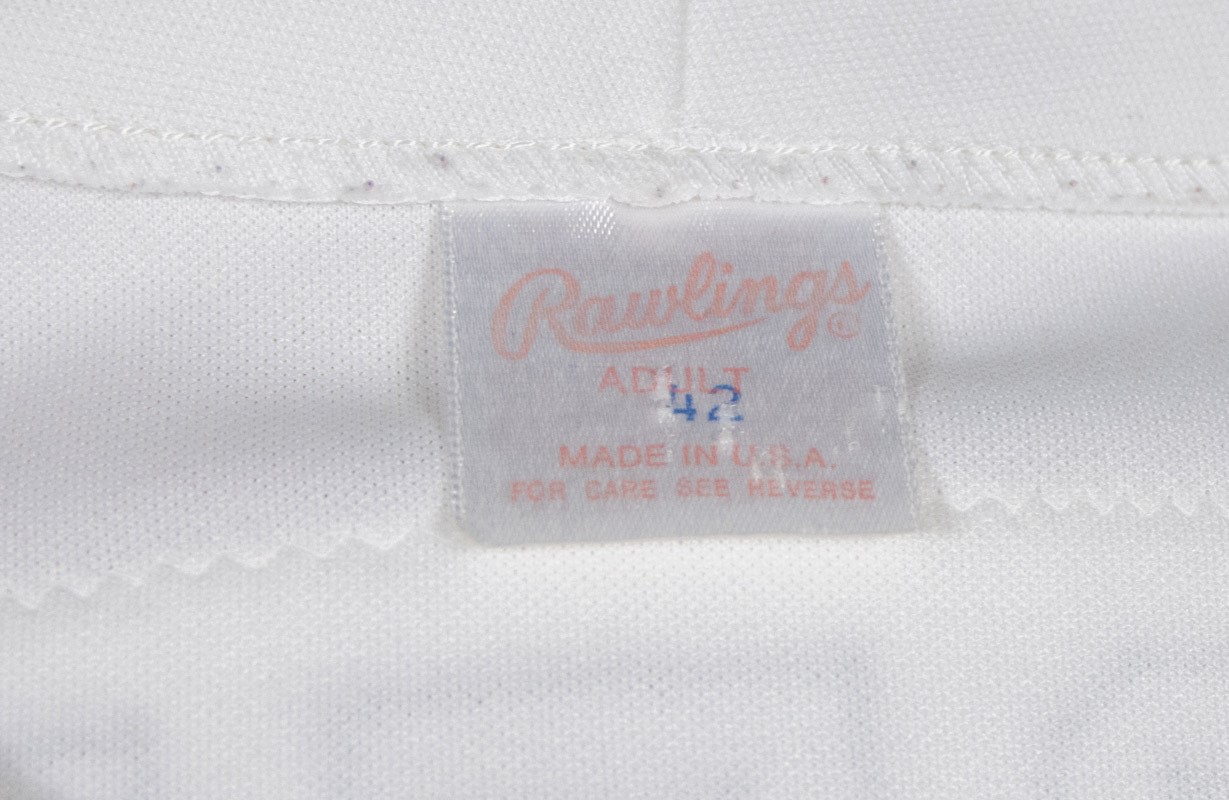 Rawlings®
ADULT
42
MADE IN U.S.A.
FOR CARE SEE REVERSE